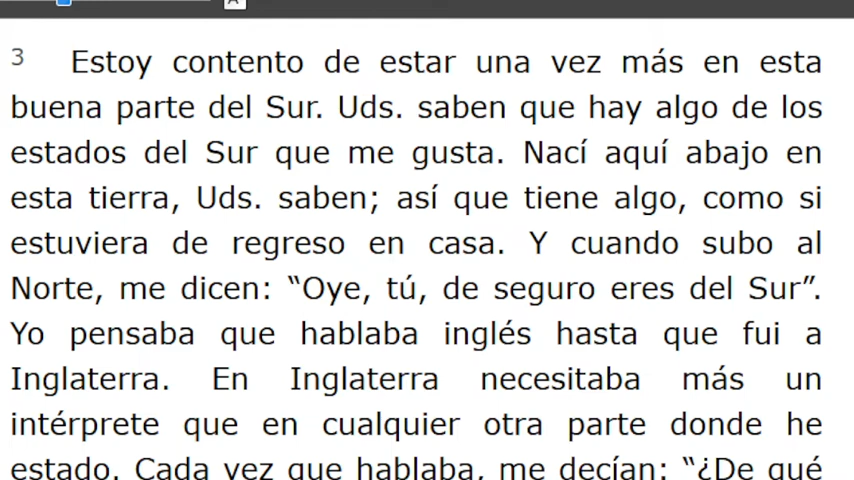 3 Estoy contento de estar una vez más en esta
buena parte del Sur. Uds. saben que hay algo de los
estados del Sur que me gusta. Nací aquí abajo en
esta tierra, Uds. saben; así que tiene algo, como si
estuviera de regreso en casa. Y cuando subo al
Norte, me dicen: “Oye, tú, de seguro eres del Sur”.
Yo pensaba que hablaba inglés hasta que fui a
Inglaterra. En Inglaterra necesitaba más un
intérprete que en cualquier otra parte donde he
estado. Cada vez que hablaba, me decían: “¿De qué